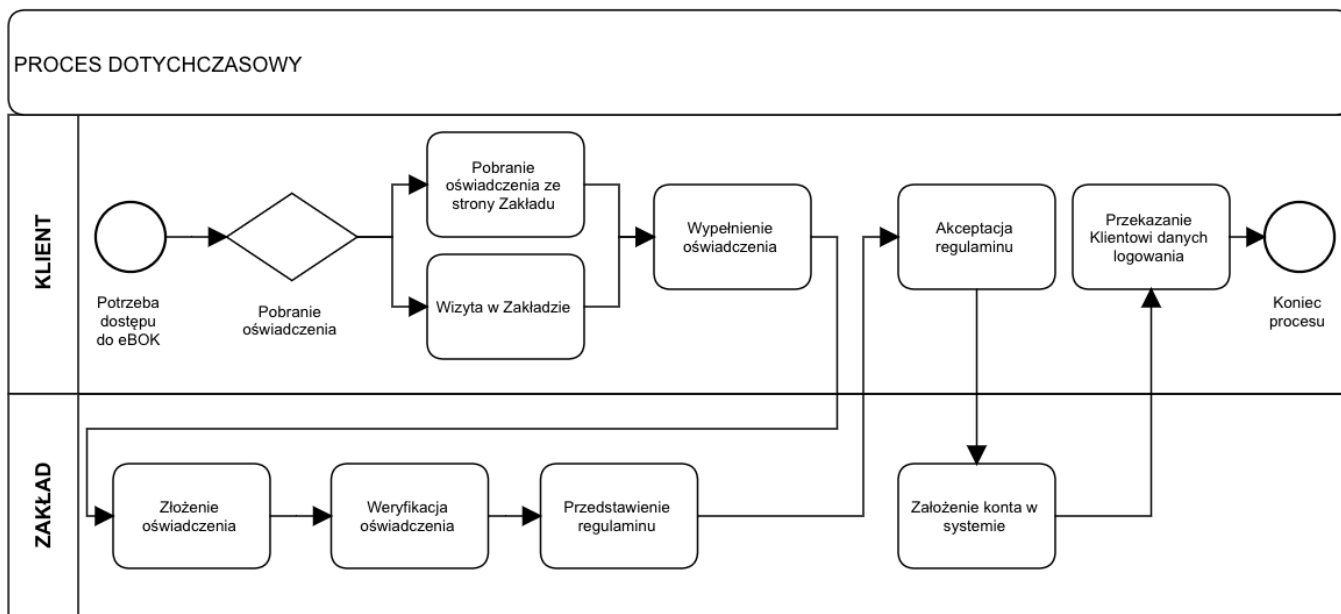 PROCES DOTYCHCZASOWY
KLIENT
Potrzeba
dostępu
do eBOK
Pobranie
oświadczenia
Pobranie
oświadczenia ze
strony Zakładu
Wizyta w Zakładzie
Wypełnienie
oświadczenia
Akceptacja
regulaminu
Przekazanie
Klientowi danych
logowania
Koniec
procesu
ZAKŁAD
Złożenie
oświadczenia
Weryfikacja
oświadczenia
Przedstawienie
regulaminu
Założenie konta w
systemie